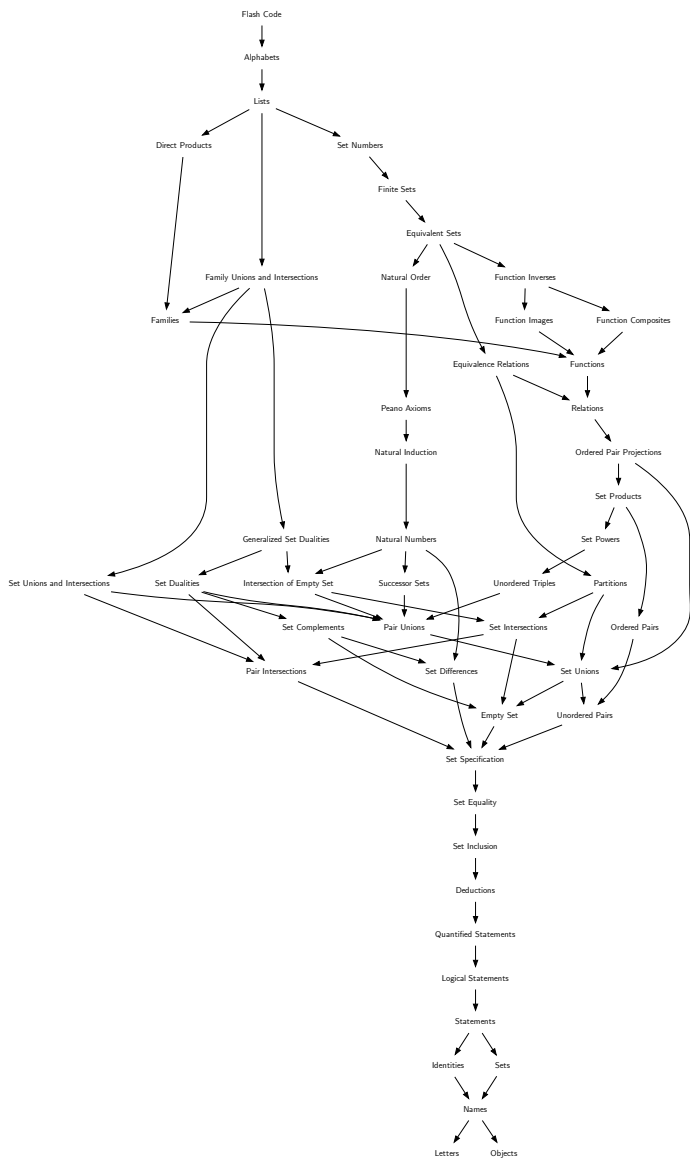 Flash Code
Alphabets
Lists
Direct Products
Set Numbers
Finite Sets
Equivalent Sets
Family Unions and Intersections
Natural Order
Function Inverses
Families
Function Images
Function Composites
Equivalence Relations
Functions
Peano Axioms
Relations
Natural Induction
Ordered Pair Projections
Set Products
Generalized Set Dualities
Natural Numbers
Set Powers
Set Unions and Intersections
Set Dualities
Intersection of Empty Set
Successor Sets
Unordered Triples
Partitions
Set Complements
Pair Unions
Set Intersections
Ordered Pairs
Pair Intersections
Set Differences
Set Unions
Empty Set
Unordered Pairs
Set Specification
Set Equality
Set Inclusion
Deductions
Quantified Statements
Logical Statements
Statements
Identities
Sets
Names
Letters
Objects